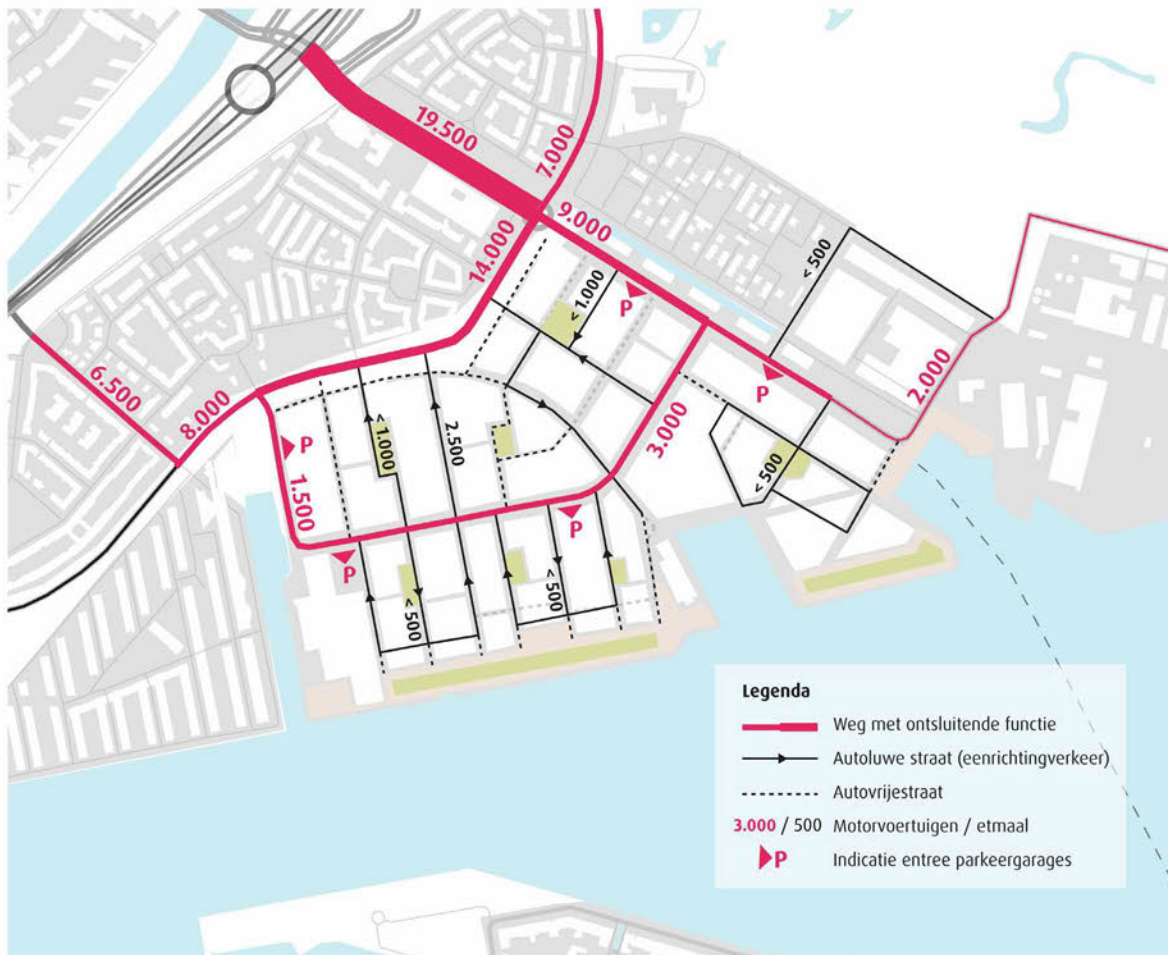 19.500
7.000
9.000
14.000
< 500
< 1.000
P
6.500
8.000
P
2.000
3.000
< 1.000
2.500
P
1.500
< 500
P
P
< 500
< 500
Legenda
Weg met ontsluitende functie
Autoluwe straat (eenrichtingverkeer)
Autovrijestraat
3.000 / 500 Motorvoertuigen / etmaal
P Indicatie entree parkeergarages